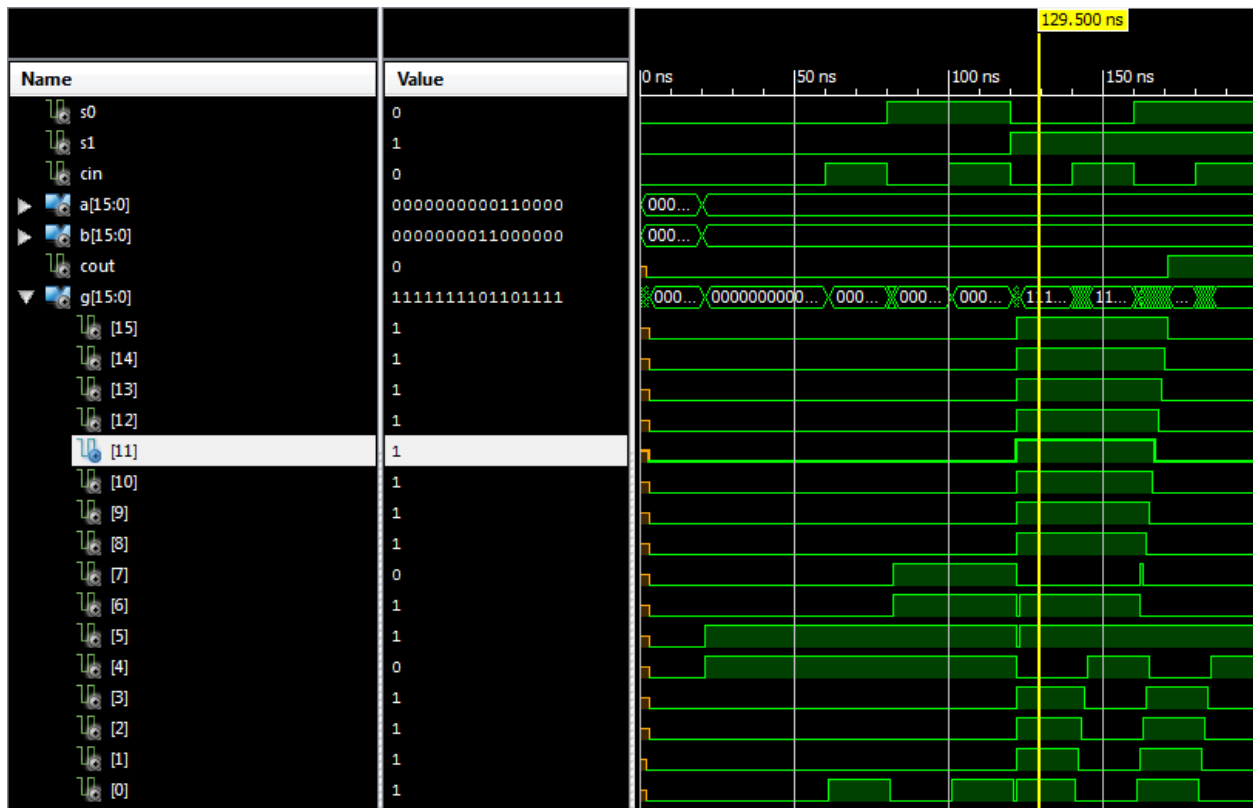 129.500 ns
Name Value 0 ns 50 ns 100 ns 150 ns
s0 0
s1 1
cin 0
a[15:0] 0000000000110000 000...
b[15:0] 0000000011000000 000...
cout 0
g[15:0] 1111111101101111 000... 0000000000... 000... 000... 000... 111... 11... ...
[15] 1
[14] 1
[13] 1
[12] 1
[11] 1
[10] 1
[9] 1
[8] 1
[7] 0
[6] 1
[5] 1
[4] 0
[3] 1
[2] 1
[1] 1
[0] 1